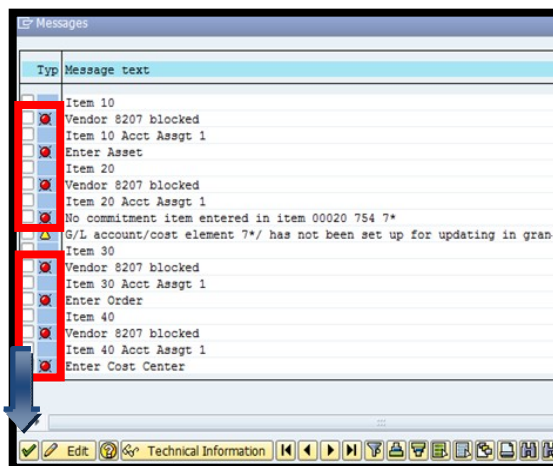 Messages
Typ Message text
Item 10
Vendor 8207 blocked
Item 10 Acct Assgt 1
Enter Asset
Item 20
Vendor 8207 blocked
Item 20 Acct Assgt 1
No commitment item entered in item 00020 754 7*
G/L account/cost element 7*/ has not been set up for updating in gran
Item 30
Vendor 8207 blocked
Item 30 Acct Assgt 1
Enter Order
Item 40
Vendor 8207 blocked
Item 40 Acct Assgt 1
Enter Cost Center
Edit Technical Information